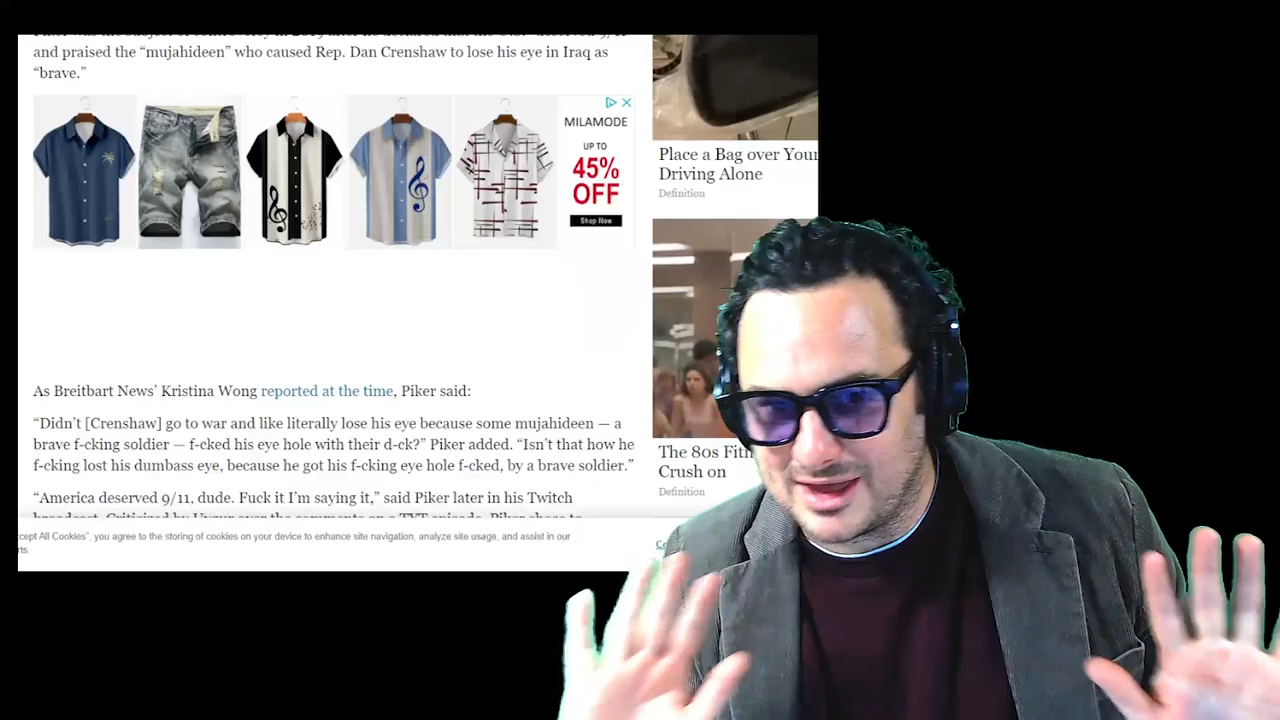 and praised the “mujahideen” who caused Rep. Dan Crenshaw to lose his eye in Iraq as
“brave.”
MILAMODE
UP TO
45%
OFF
Shop Now
Place a Bag over Your
Driving Alone
Definition
As Breitbart News’ Kristina Wong reported at the time, Piker said:
“Didn’t [Crenshaw] go to war and like literally lose his eye because some mujahideen — a
brave f-cking soldier — f-cked his eye hole with their d-ck?” Piker added. “Isn’t that how he
f-cking lost his dumbass eye, because he got his f-cking eye hole f-cked, by a brave soldier.”
The 80s Fitn
Crush on
Definition
“America deserved 9/11, dude. Fuck it I’m saying it,” said Piker later in his Twitch
ccept All Cookies”, you agree to the storing of cookies on your device to enhance site navigation, analyze site usage, and assist in our
rts